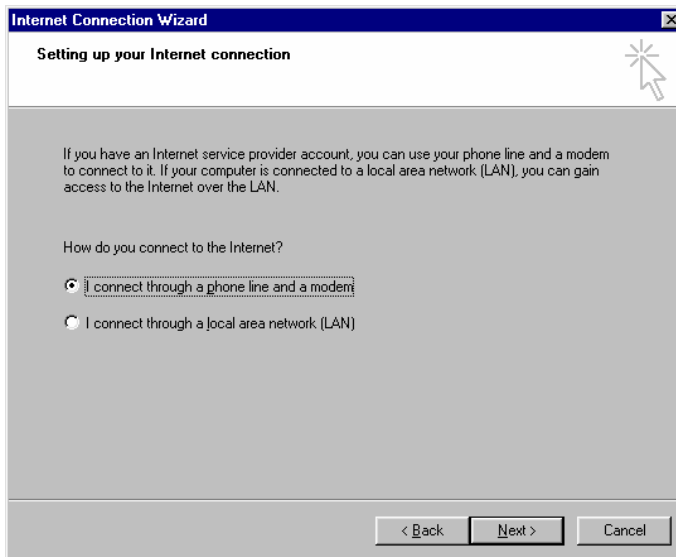 Internet Connection Wizard
Setting up your Internet connection
If you have an Internet service provider account, you can use your phone line and a modem
to connect to it. If your computer is connected to a local area network (LAN), you can gain
access to the Internet over the LAN.
How do you connect to the Internet?
I connect through a phone line and a modem
I connect through a local area network (LAN)
< Back Next > Cancel